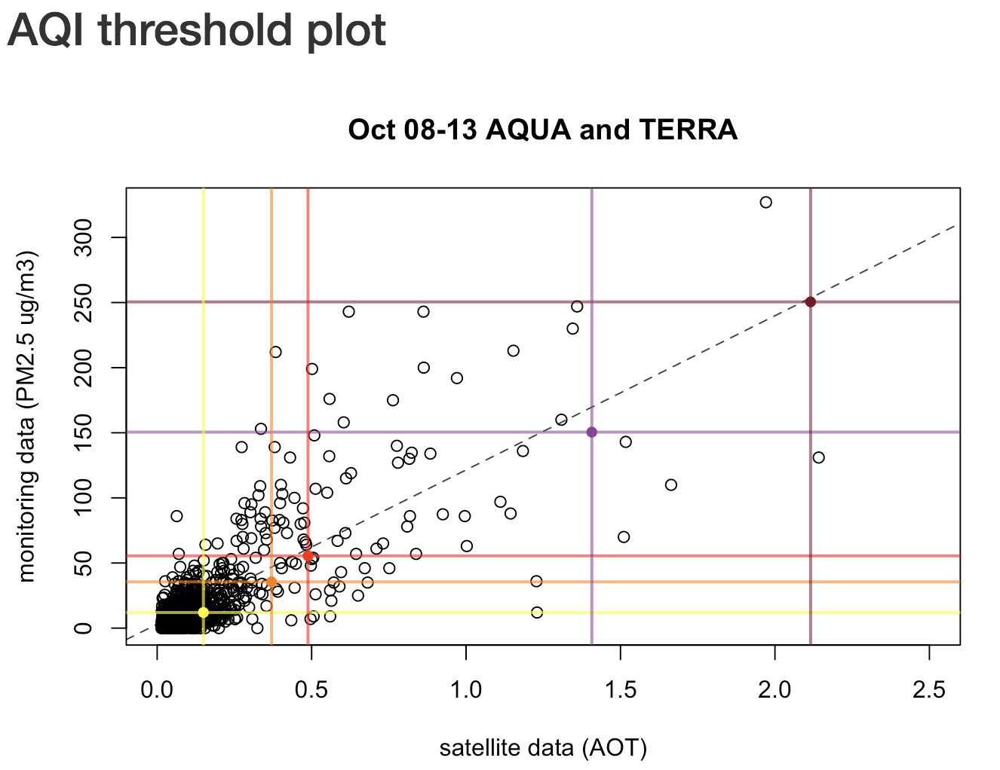 AQI threshold plot
Oct 08-13 AQUA and TERRA
monitoring data (PM2.5 ug/m3)
300
250
200
150
100
50
0
0.0 0.5 1.0 1.5 2.0 2.5
satellite data (AOT)